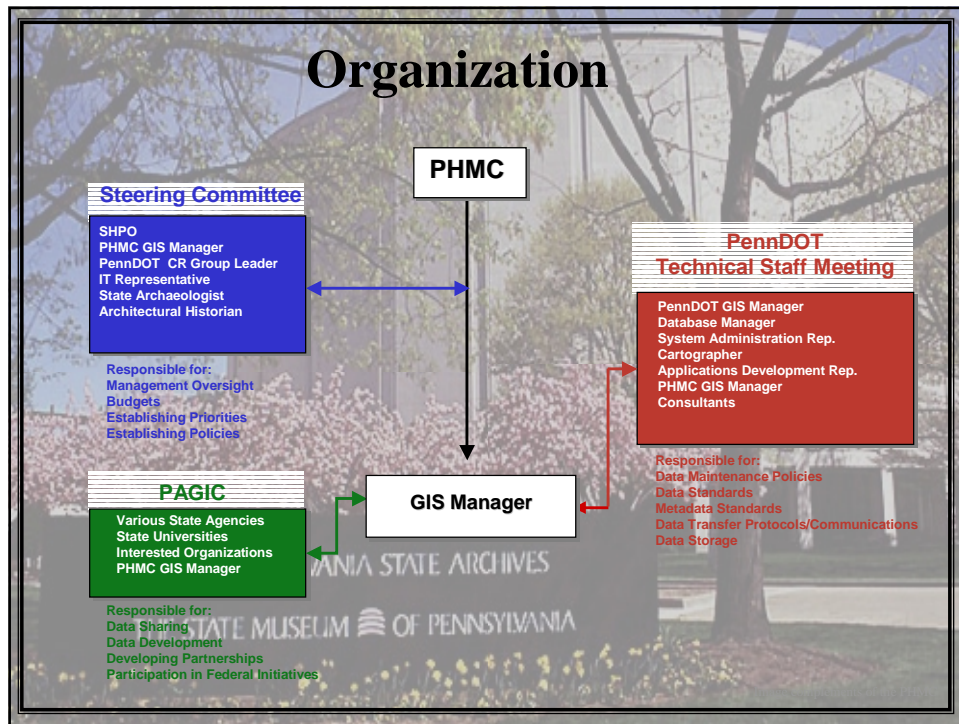 Organization
PHMC
Steering Committee
SHPO
PHMC GIS Manager
PennDOT CR Group Leader
IT Representative
State Archaeologist
Architectural Historian
Responsible for:
Management Oversight
Budgets
Establishing Priorities
Establishing Policies
PennDOT
Technical Staff Meeting
PennDOT GIS Manager
Database Manager
System Administration Rep.
Cartographer
Applications Development Rep.
PHMC GIS Manager
Consultants
Responsible for:
Data Maintenance Policies
Data Standards
Metadata Standards
Data Transfer Protocols/Communications
Data Storage
GIS Manager
PAGIC
Various State Agencies
State Universities
Interested Organizations
PHMC GIS Manager
Responsible for:
Data Sharing
Data Development
Developing Partnerships
Participation in Federal Initiatives
VANIA STATE ARCHIVES
THE STATE MUSEUM OF PENNSYLVANIA